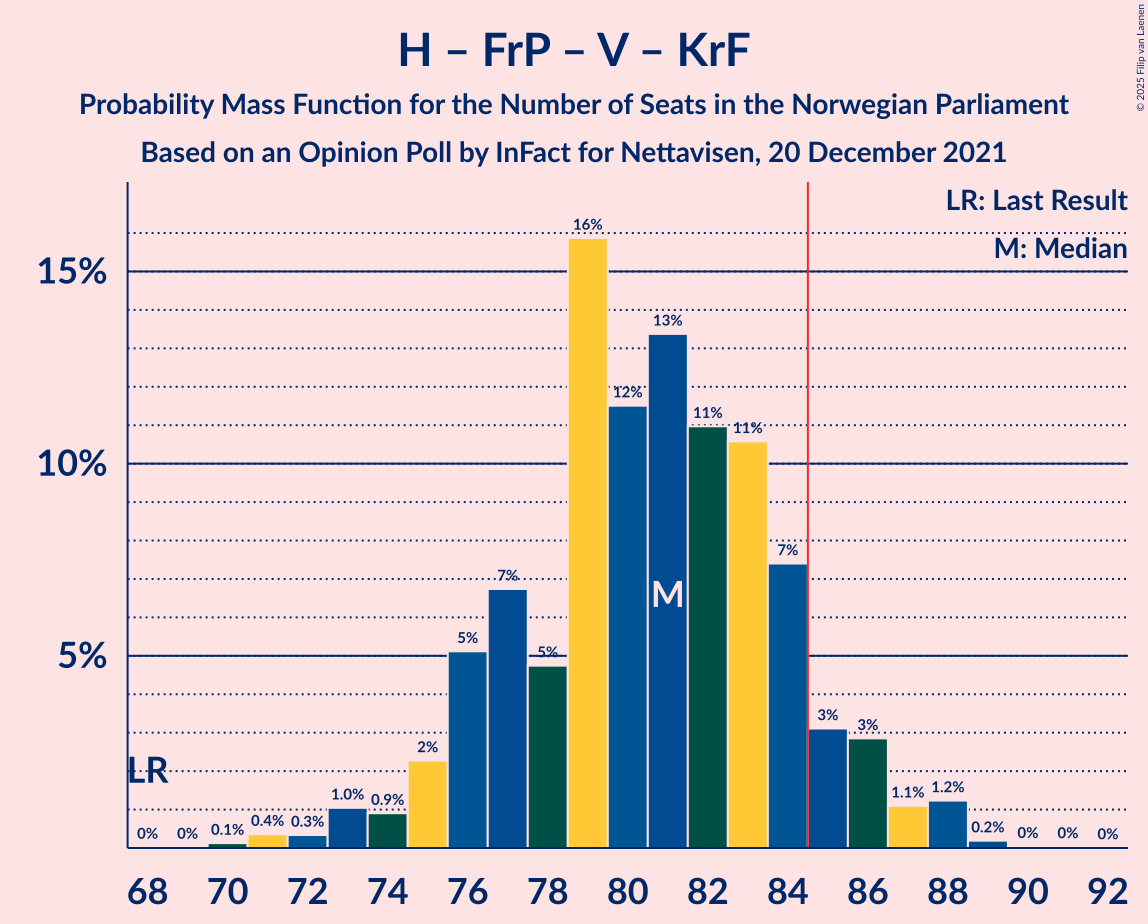 H – FrP – V – KrF
Probability Mass Function for the Number of Seats in the Norwegian Parliament
Based on an Opinion Poll by InFact for Nettavisen, 20 December 2021
© 2025 Filip van Laenen
LR: Last Result
M: Median
15%
10%
5%
LR
M
0% 0% 0.1% 0.4% 0.3% 1.0% 0.9% 2% 5% 7% 5% 16% 12% 13% 11% 11% 7% 3% 3% 1.1% 1.2% 0.2% 0% 0% 0%
68 70 72 74 76 78 80 82 84 86 88 90 92